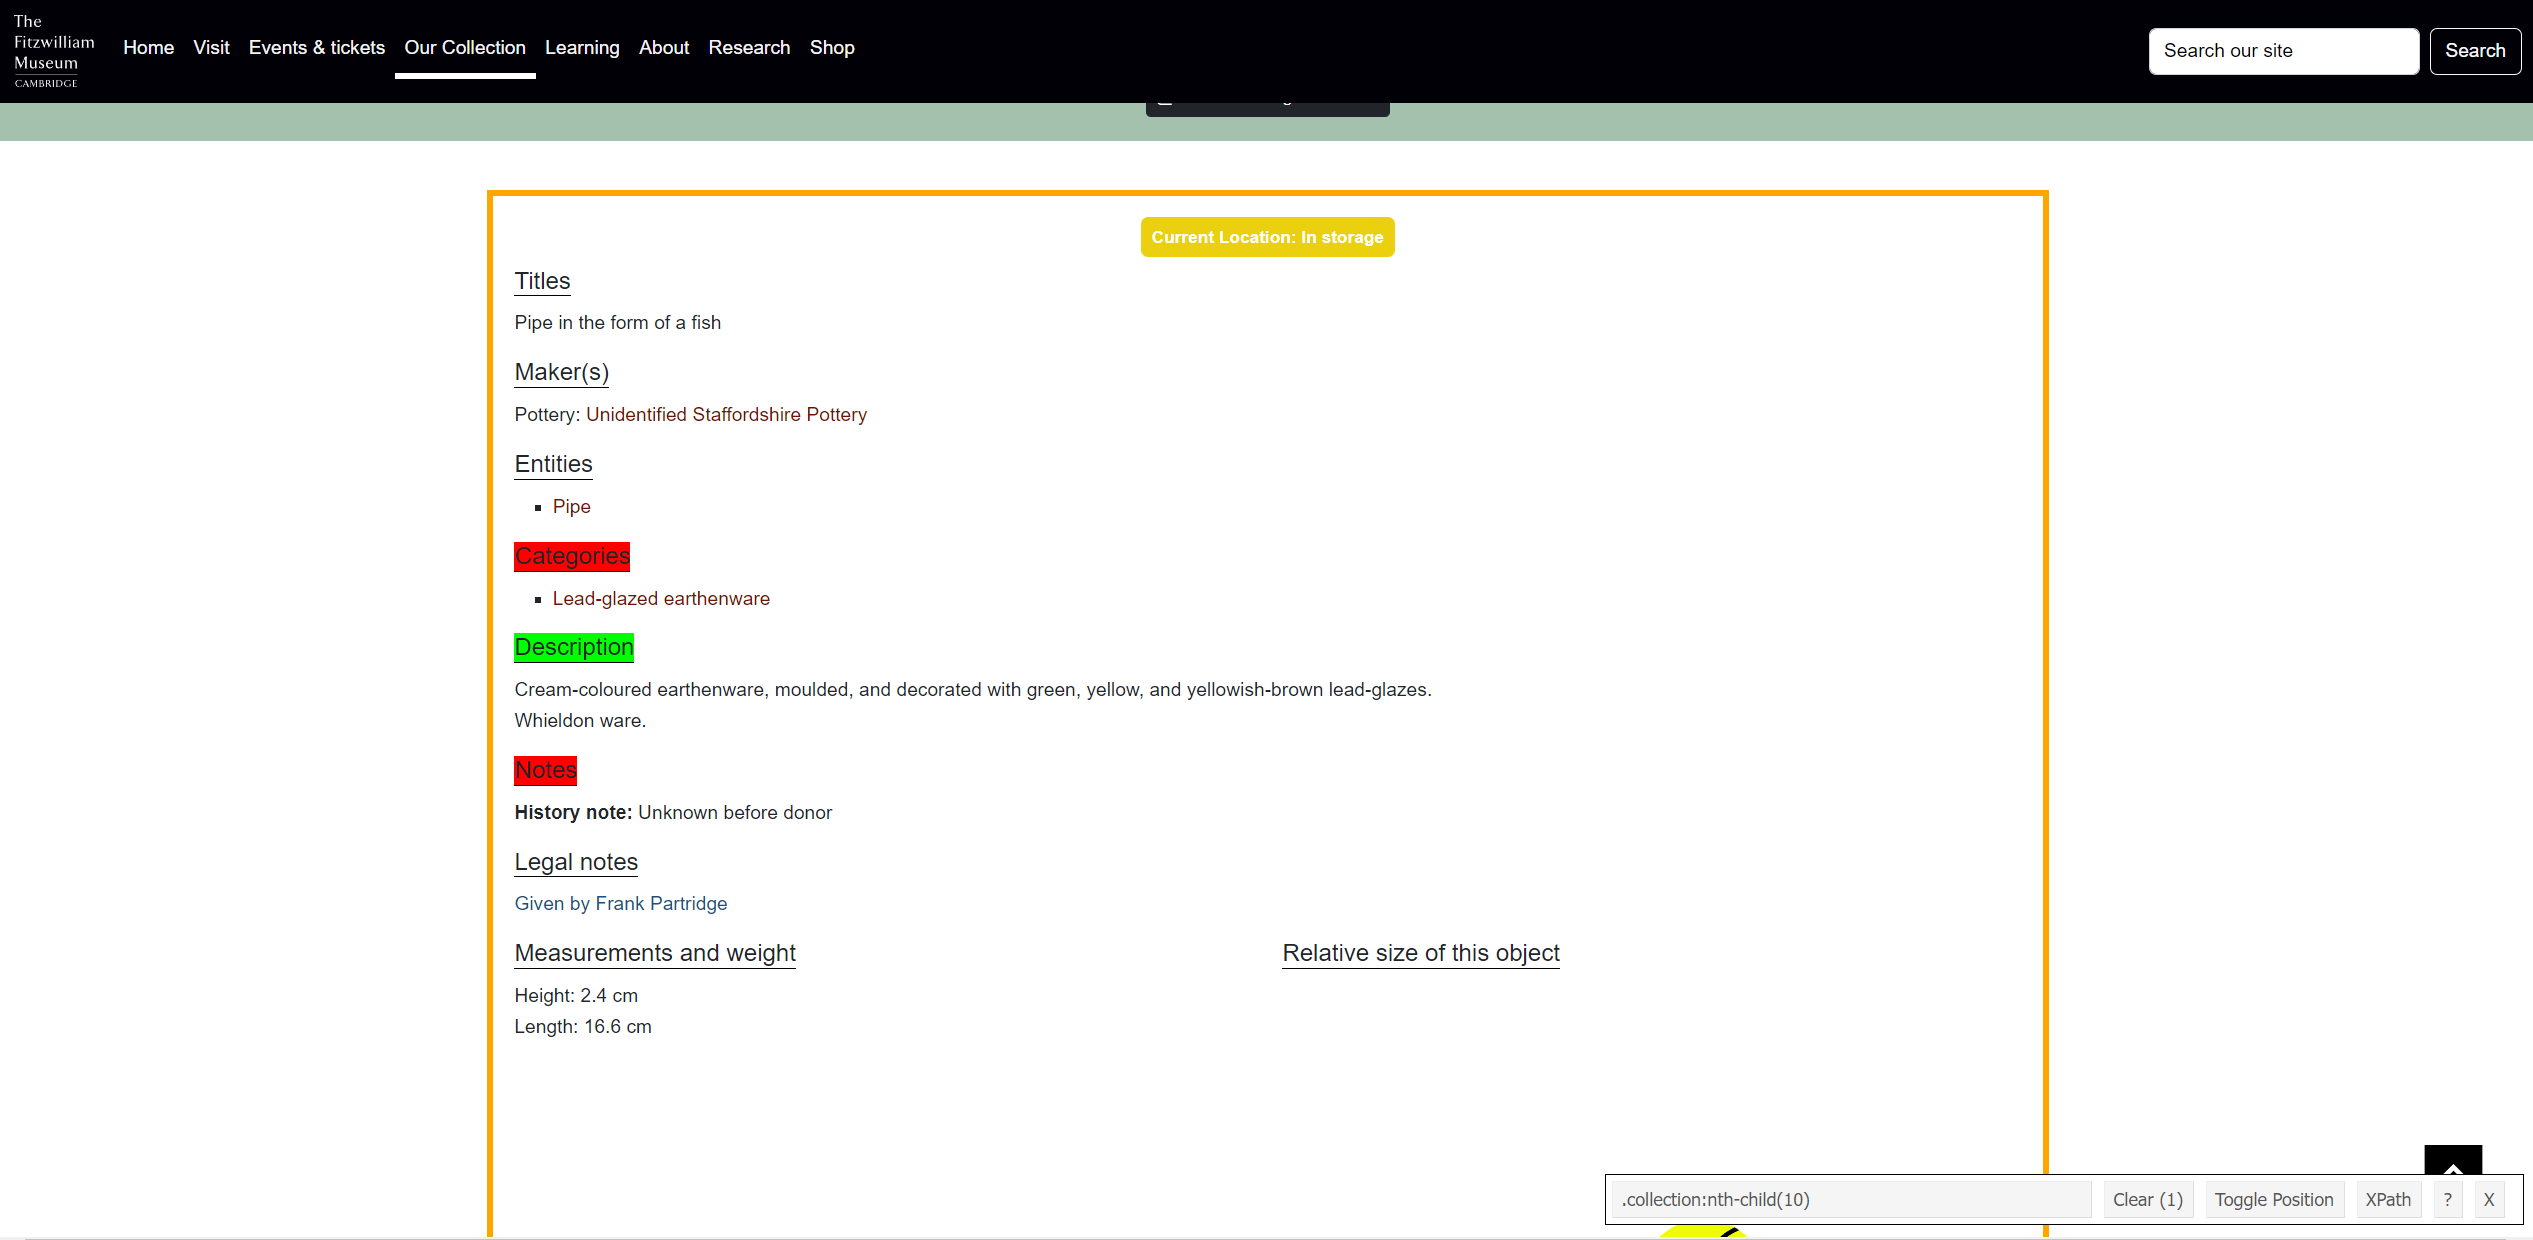 The
Fitzwilliam
Museum
CAMBRIDGE
Home Visit Events & tickets Our Collection Learning About Research Shop
Search our site Search
Current Location: In storage
Titles
Pipe in the form of a fish
Maker(s)
Pottery: Unidentified Staffordshire Pottery
Entities
Pipe
Categories
Lead-glazed earthenware
Description
Cream-coloured earthenware, moulded, and decorated with green, yellow, and yellowish-brown lead-glazes.
Whieldon ware.
Notes
History note: Unknown before donor
Legal notes
Given by Frank Partridge
Measurements and weight
Height: 2.4 cm
Length: 16.6 cm
Relative size of this object
.collection:nth-child(10) Clear (1) Toggle Position XPath ? X